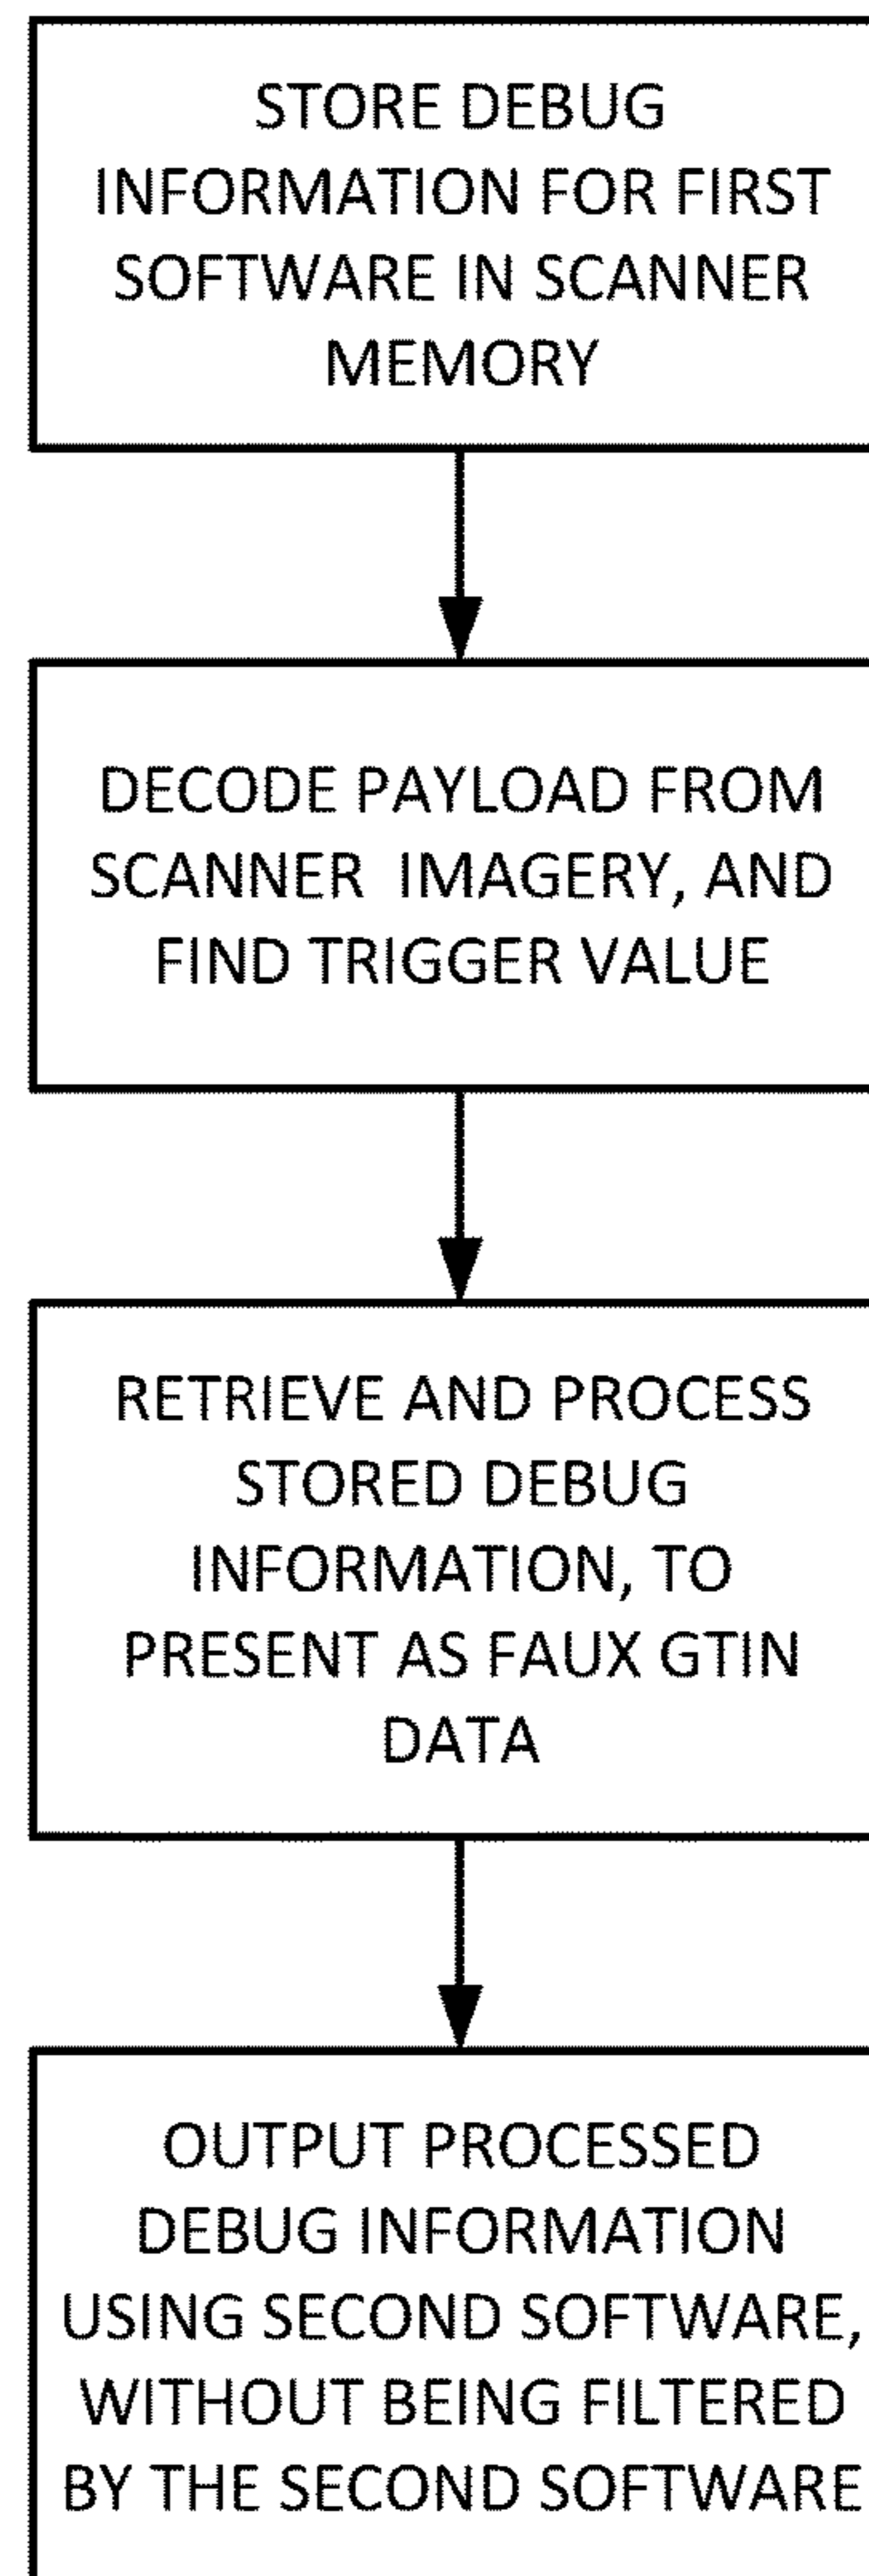 STORE DEBUG
INFORMATION FOR FIRST
SOFTWARE IN SCANNER
MEMORY
DECODE PAYLOAD FROM
SCANNER IMAGERY, AND
FIND TRIGGER VALUE
RETRIEVE AND PROCESS
STORED DEBUG
INFORMATION, TO
PRESENT AS FAUX GTIN
DATA
OUTPUT PROCESSED
DEBUG INFORMATION
USING SECOND SOFTWARE,
WITHOUT BEING FILTERED
BY THE SECOND SOFTWARE